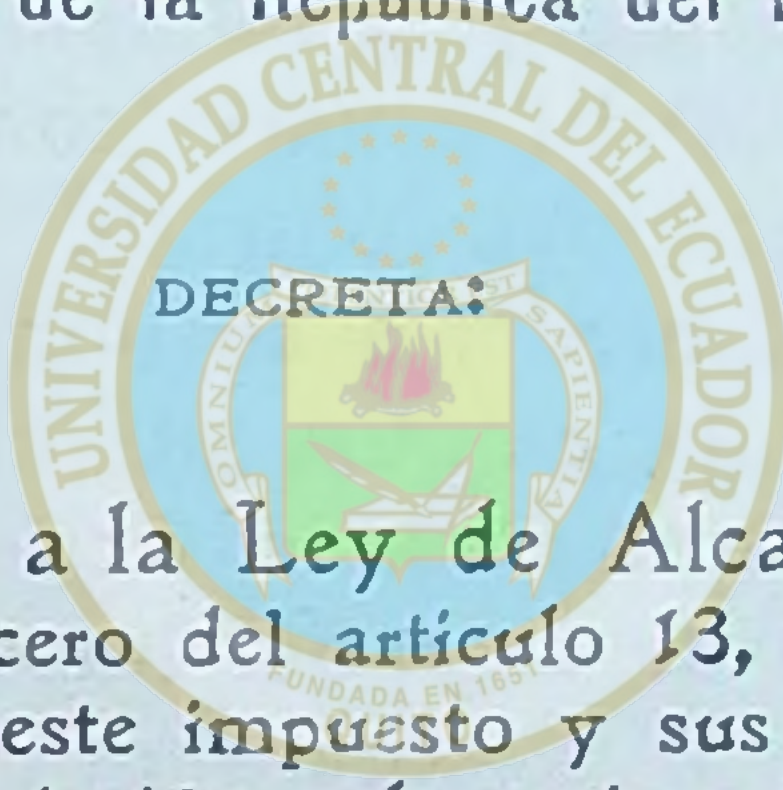 de la República del
UNIVERSIDAD CENTRAL DEL ECUADOR
DECRETA:
OMNIUM POTENTIOR EST SAPIENTIA
a la Ley de Alca
cero del artículo 13,
FUNDADA EN 1651
QUITO
este impuesto y sus